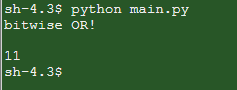 sh-4.3$ python main.py
bitwise OR!
11
sh-4.3$